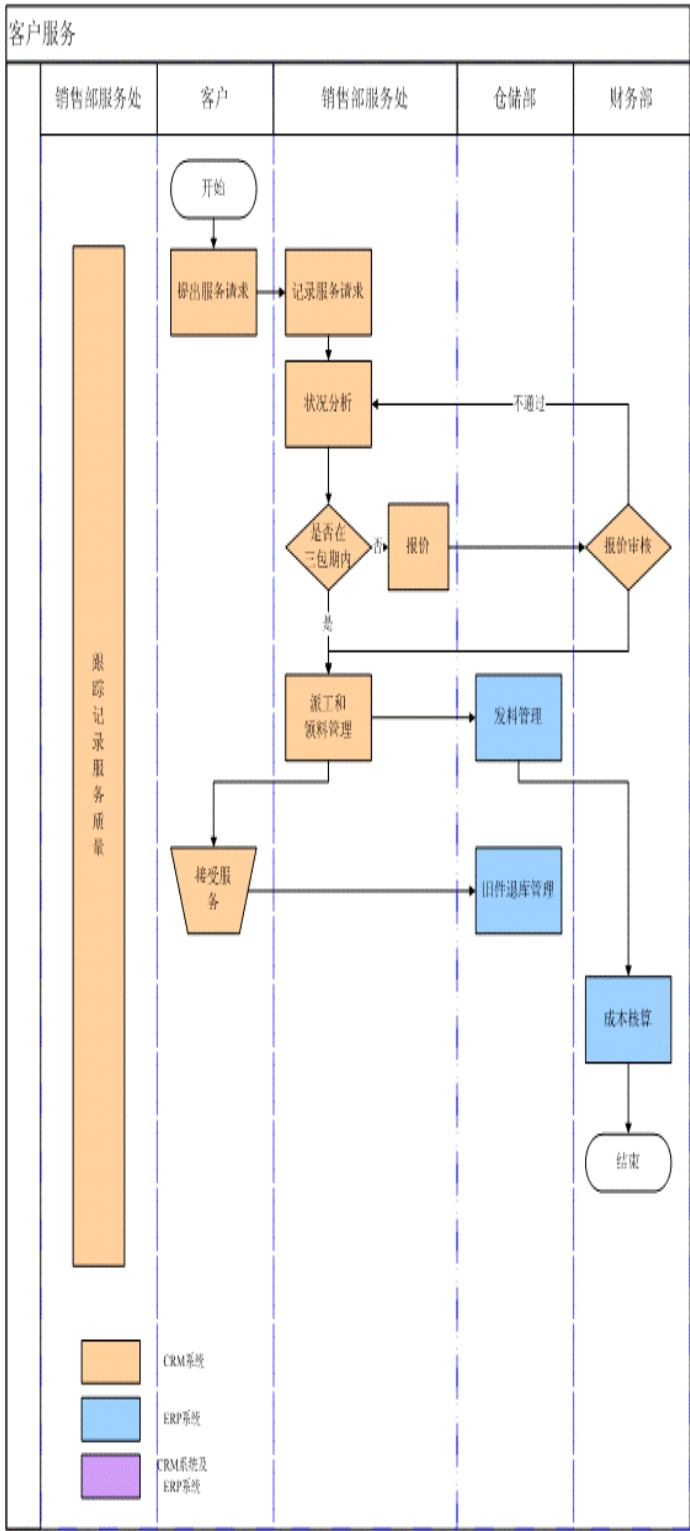 客户服务
销售部服务处
客户
销售部服务处
仓储部
财务部
开始
提出服务请求
记录服务请求
状况分析
不通过
是否在
三包期内
否
报价
报价审核
是
派工和
领料管理
发料管理
跟踪记录服务质量
接受服
务
旧件退库管理
成本核算
结束
CRM系统
ERP系统
CRM系统及
ERP系统